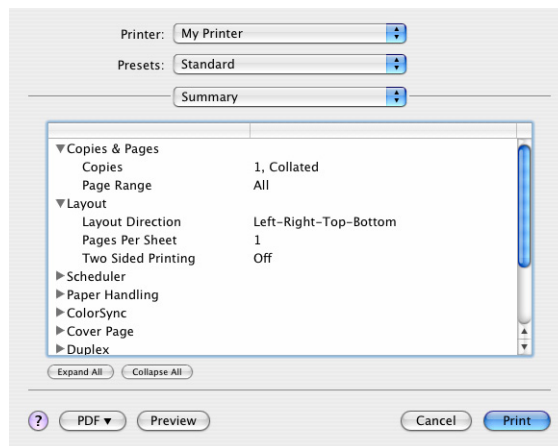 Printer: My Printer
Presets: Standard
Summary
Copies & Pages
Copies 1, Collated
Page Range All
Layout
Layout Direction Left-Right-Top-Bottom
Pages Per Sheet 1
Two Sided Printing Off
Scheduler
Paper Handling
ColorSync
Cover Page
Duplex
Expand All Collapse All
? PDF Preview Cancel Print